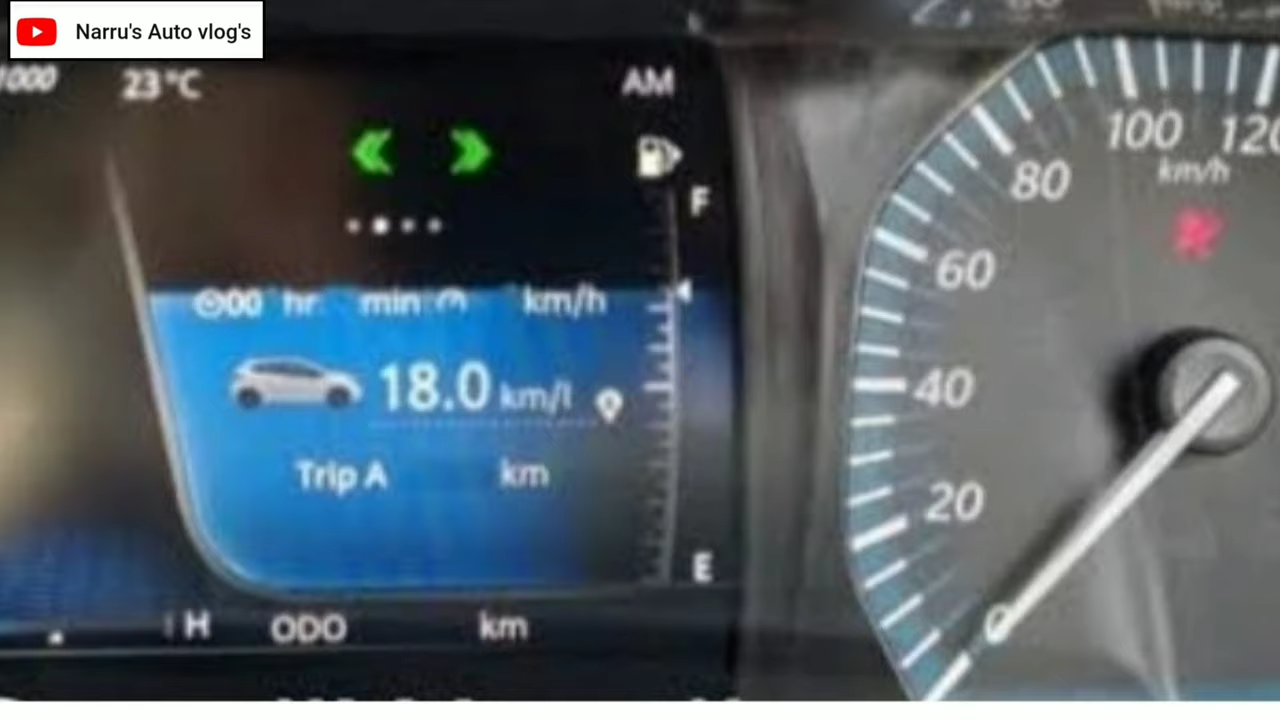 Narru's Auto vlog's
1000 23°C AM
F
00 hr min km/h
18.0 km/l
Trip A km
E
H ODO km
100 120
km/h
80
60
40
20
0